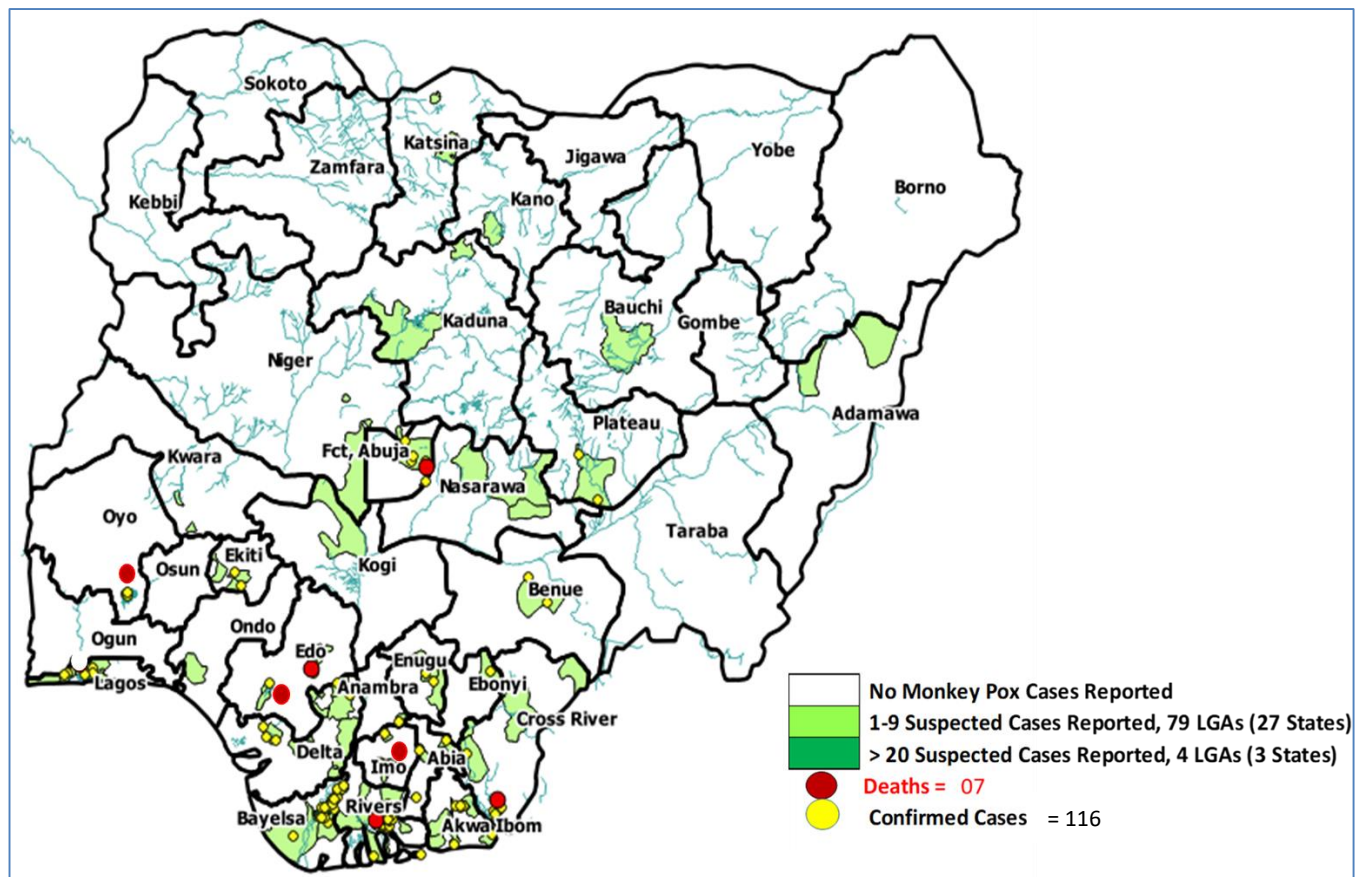 Sokoto
Katsina
Zamfara
Jigawa
Yobe
Borno
Kebbi
Kano
Bauchi
Gombe
Kaduna
Niger
Adamawa
Plateau
Fct, Abuja
Kwara
Nasarawa
Oyo
Taraba
Ekiti
Osun
Kogi
Benue
Ondo
Ogun
Edo
Enugu
Lagos
Anambra
Ebonyi
Cross River
Delta
Imo
Abia
Rivers
Bayelsa
Akwa Ibom
No Monkey Pox Cases Reported
1-9 Suspected Cases Reported, 79 LGAs (27 States)
> 20 Suspected Cases Reported, 4 LGAs (3 States)
Deaths = 07
Confirmed Cases = 116